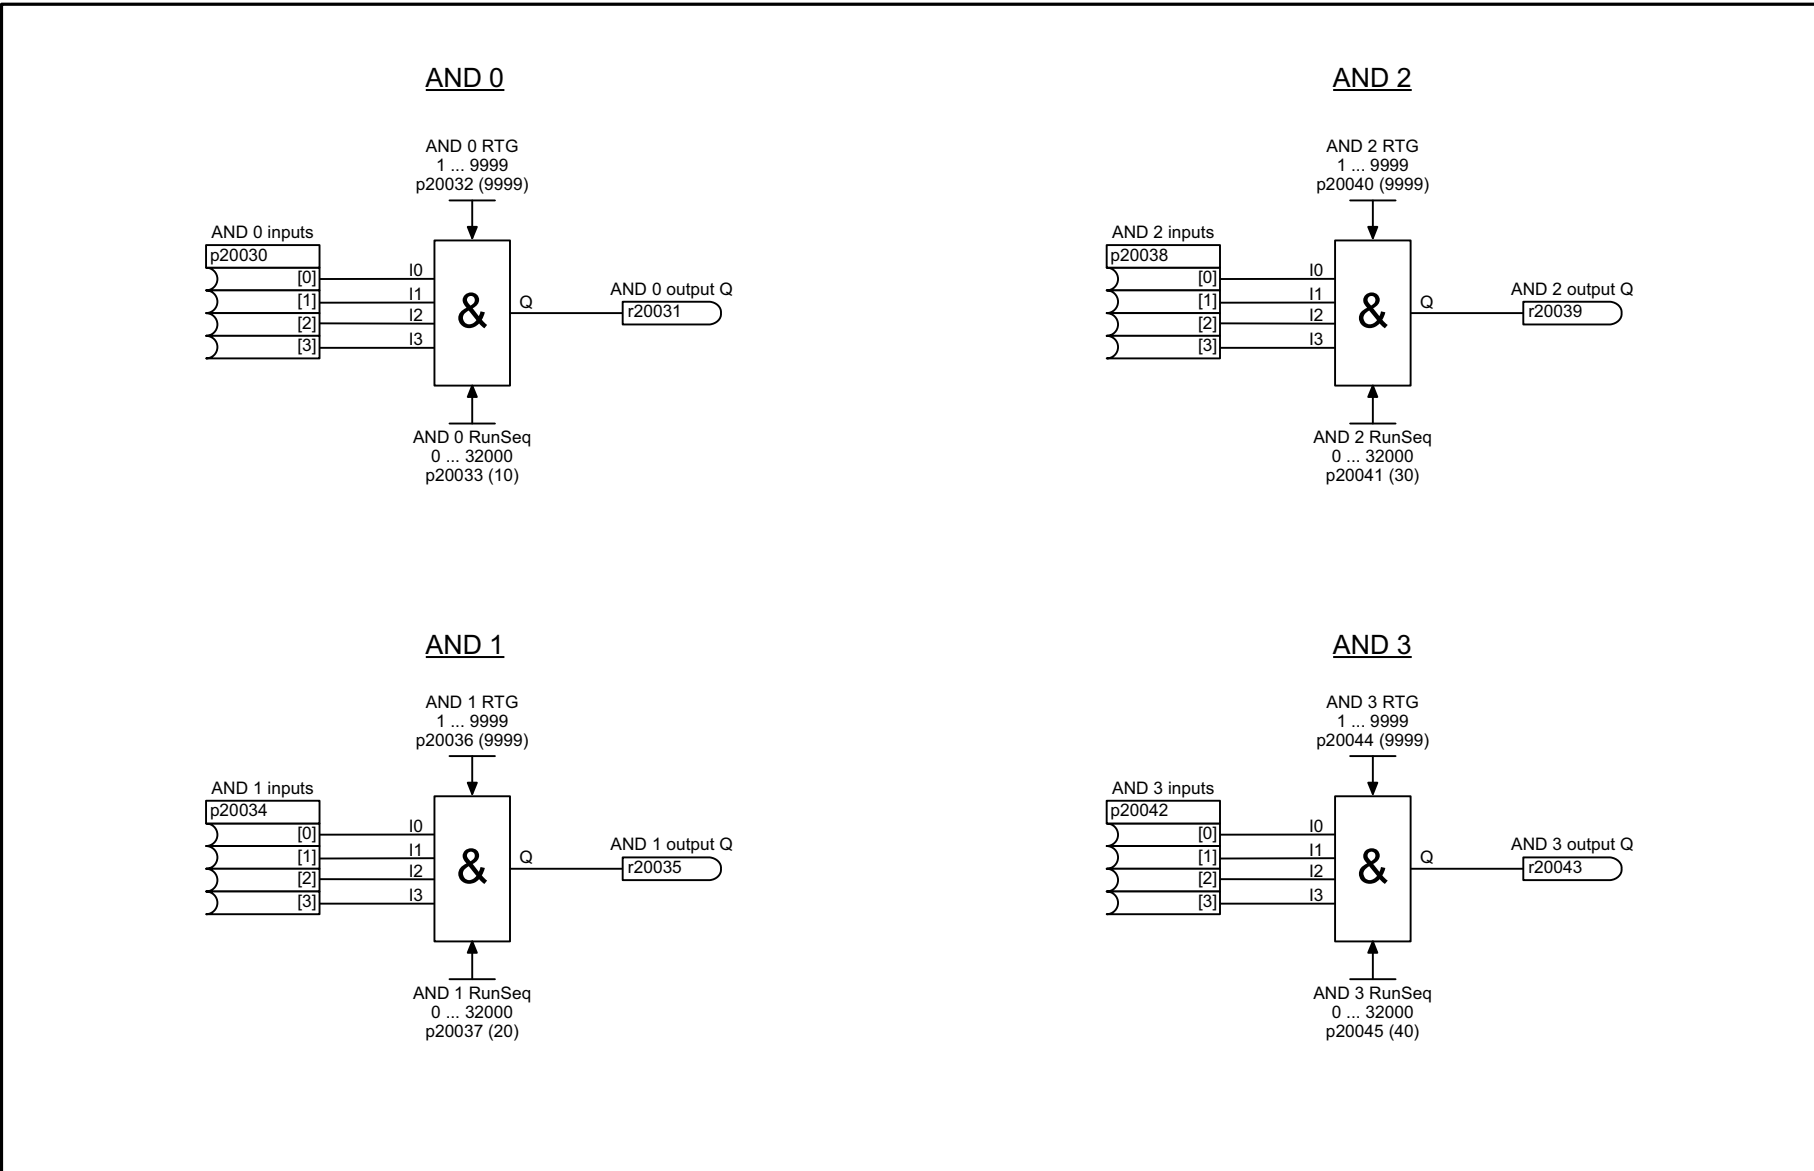 AND 0
AND 0 RTG
1 ... 9999
p20032 (9999)
AND 0 inputs
p20030
[0]
[1]
[2]
[3]
I0
I1
I2
I3
&
Q
AND 0 output Q
r20031
AND 0 RunSeq
0 ... 32000
p20033 (10)
AND 2
AND 2 RTG
1 ... 9999
p20040 (9999)
AND 2 inputs
p20038
[0]
[1]
[2]
[3]
I0
I1
I2
I3
&
Q
AND 2 output Q
r20039
AND 2 RunSeq
0 ... 32000
p20041 (30)
AND 1
AND 1 RTG
1 ... 9999
p20036 (9999)
AND 1 inputs
p20034
[0]
[1]
[2]
[3]
I0
I1
I2
I3
&
Q
AND 1 output Q
r20035
AND 1 RunSeq
0 ... 32000
p20037 (20)
AND 3
AND 3 RTG
1 ... 9999
p20044 (9999)
AND 3 inputs
p20042
[0]
[1]
[2]
[3]
I0
I1
I2
I3
&
Q
AND 3 output Q
r20043
AND 3 RunSeq
0 ... 32000
p20045 (40)